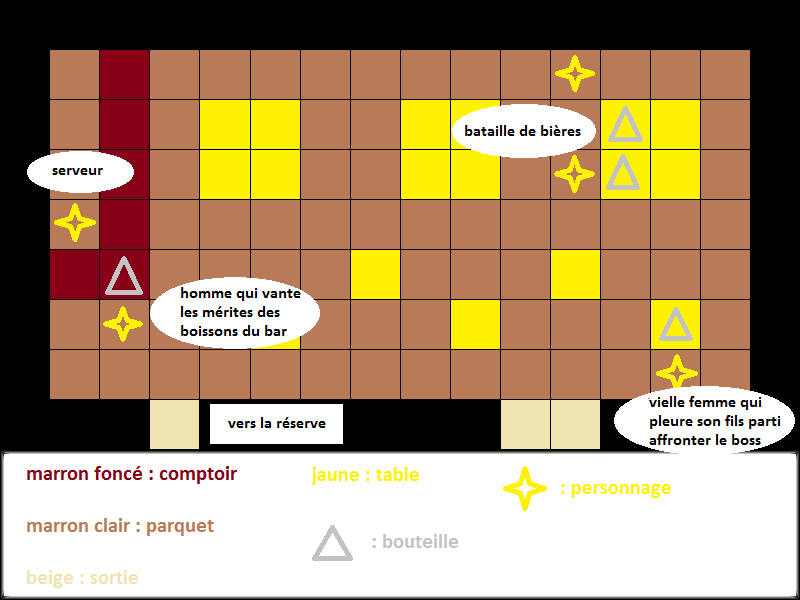 bataille de bières
serveur
homme qui vante
les mérites des
boissons du bar
vers la réserve
vielle femme qui
pleure son fils parti
affronter le boss
marron foncé : comptoir
jaune : table
: personnage
marron clair : parquet
: bouteille
beige : sortie